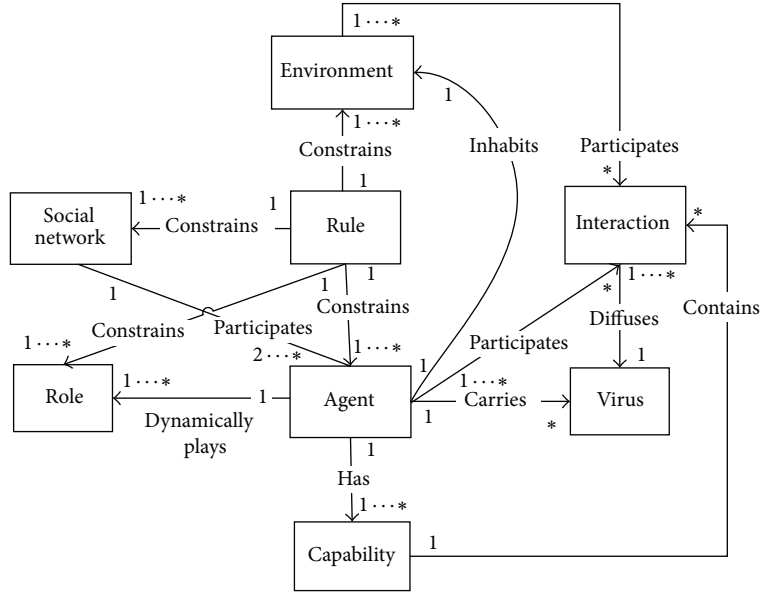 1 ··· *
Environment
1
1 ··· *
Constrains
Inhabits
Participates
1
*
1 ··· *
1
Social
network
Constrains
Rule
Interaction
*
1
1
1
1 ··· *
Constrains
*
Contains
Diffuses
Constrains
Participates
Participates
1 ··· *
2 ··· *
1 ··· *
1
1
Role
1 ··· *
1
Agent
1 ··· *
Carries
Virus
1
*
Dynamically
plays
1
Has
1 ··· *
Capability
1